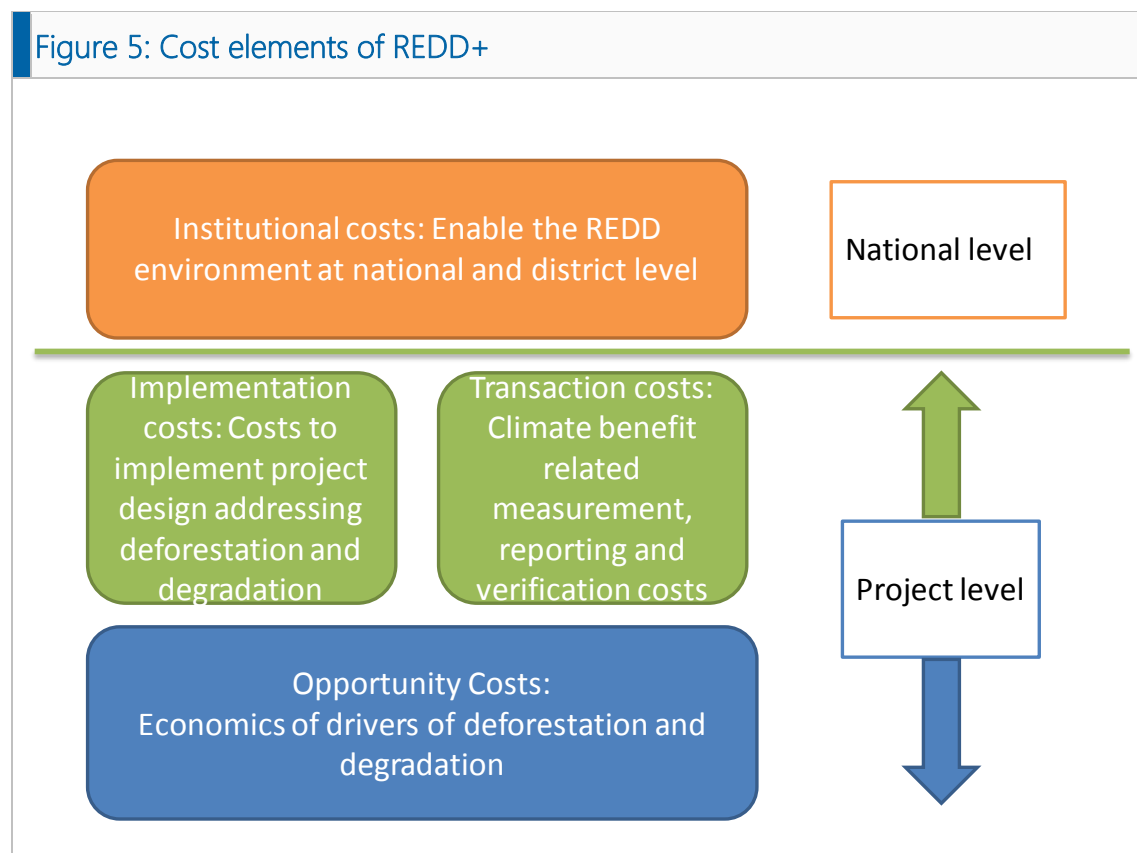 Figure 5: Cost elements of REDD+
Institutional costs: Enable the REDD
environment at national and district level
National level
Implementation
costs: Costs to
implement project
design addressing
deforestation and
degradation
Transaction costs:
Climate benefit
related
measurement,
reporting and
verification costs
Project level
Opportunity Costs:
Economics of drivers of deforestation and
degradation